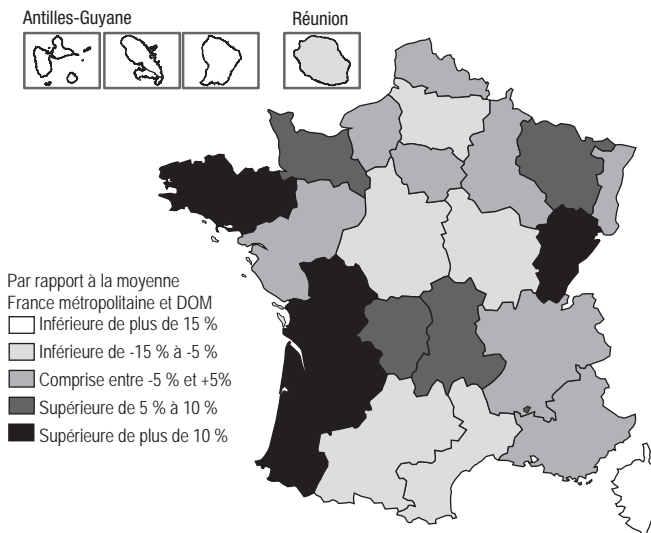 Antilles-Guyane
Réunion
Par rapport à la moyenne
France métropolitaine et DOM
Inférieure de plus de 15 %
Inférieure de -15 % à -5 %
Comprise entre -5 % et +5%
Supérieure de 5 % à 10 %
Supérieure de plus de 10 %